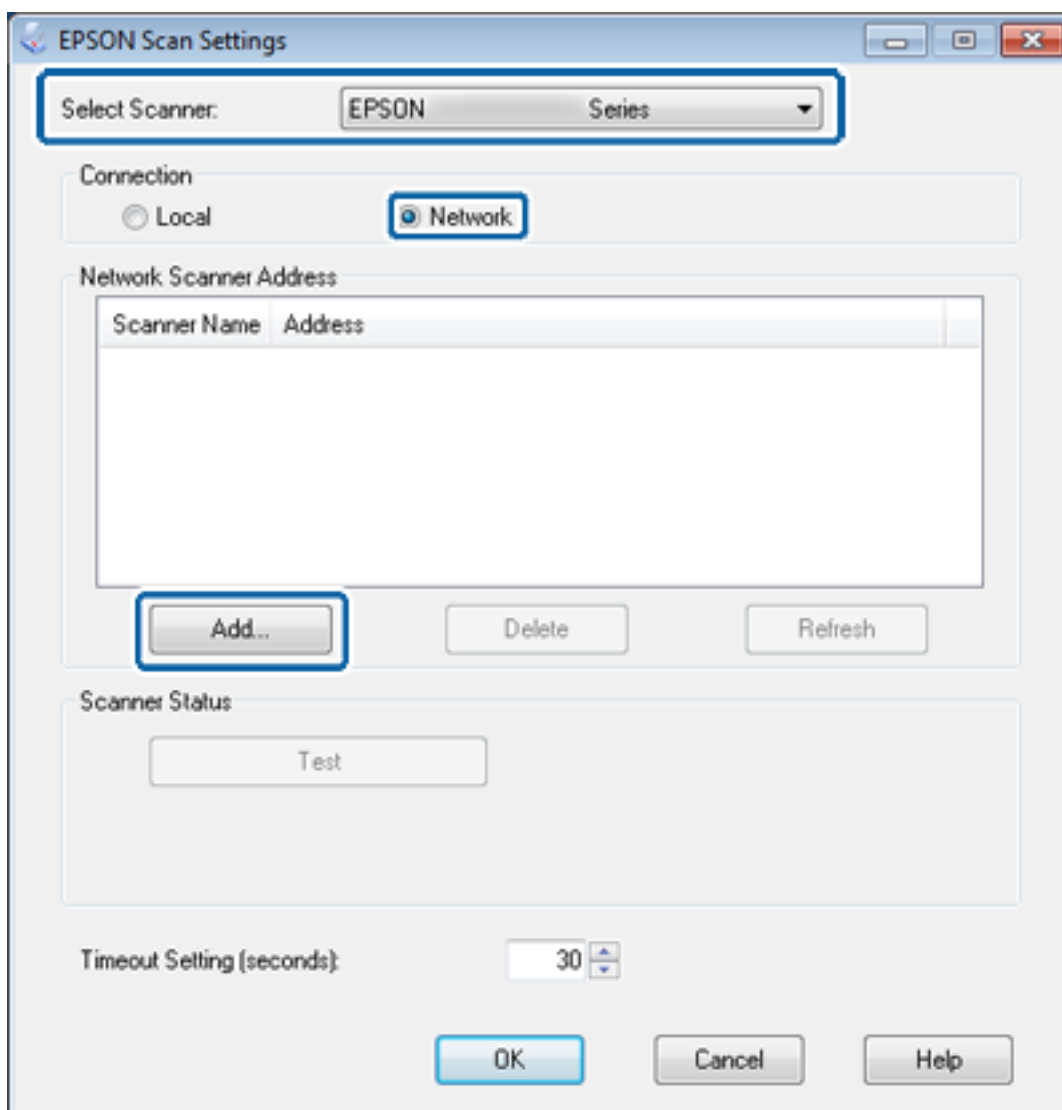 EPSON Scan Settings
Select Scanner: EPSON Series
Connection
Local Network
Network Scanner Address
Scanner Name Address
Add... Delete Refresh
Scanner Status
Test
Timeout Setting (seconds): 30
OK Cancel Help